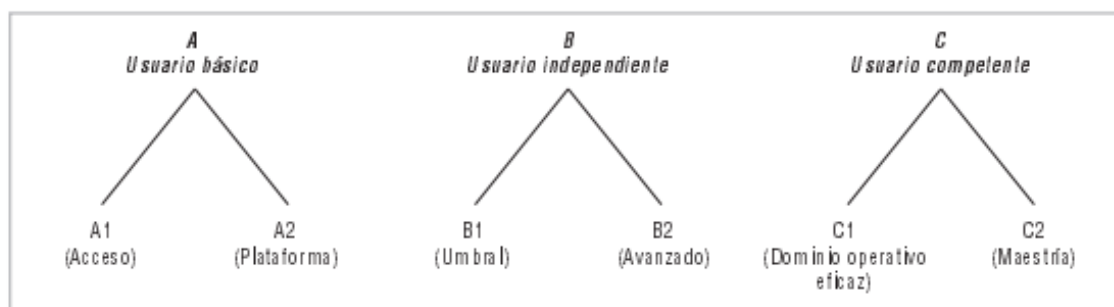 A
Usuario básico
B
Usuario independiente
C
Usuario competente
A1
(Acceso)
A2
(Plataforma)
B1
(Umbral)
B2
(Avanzado)
C1
(Dominio operativo
eficaz)
C2
(Maestría)